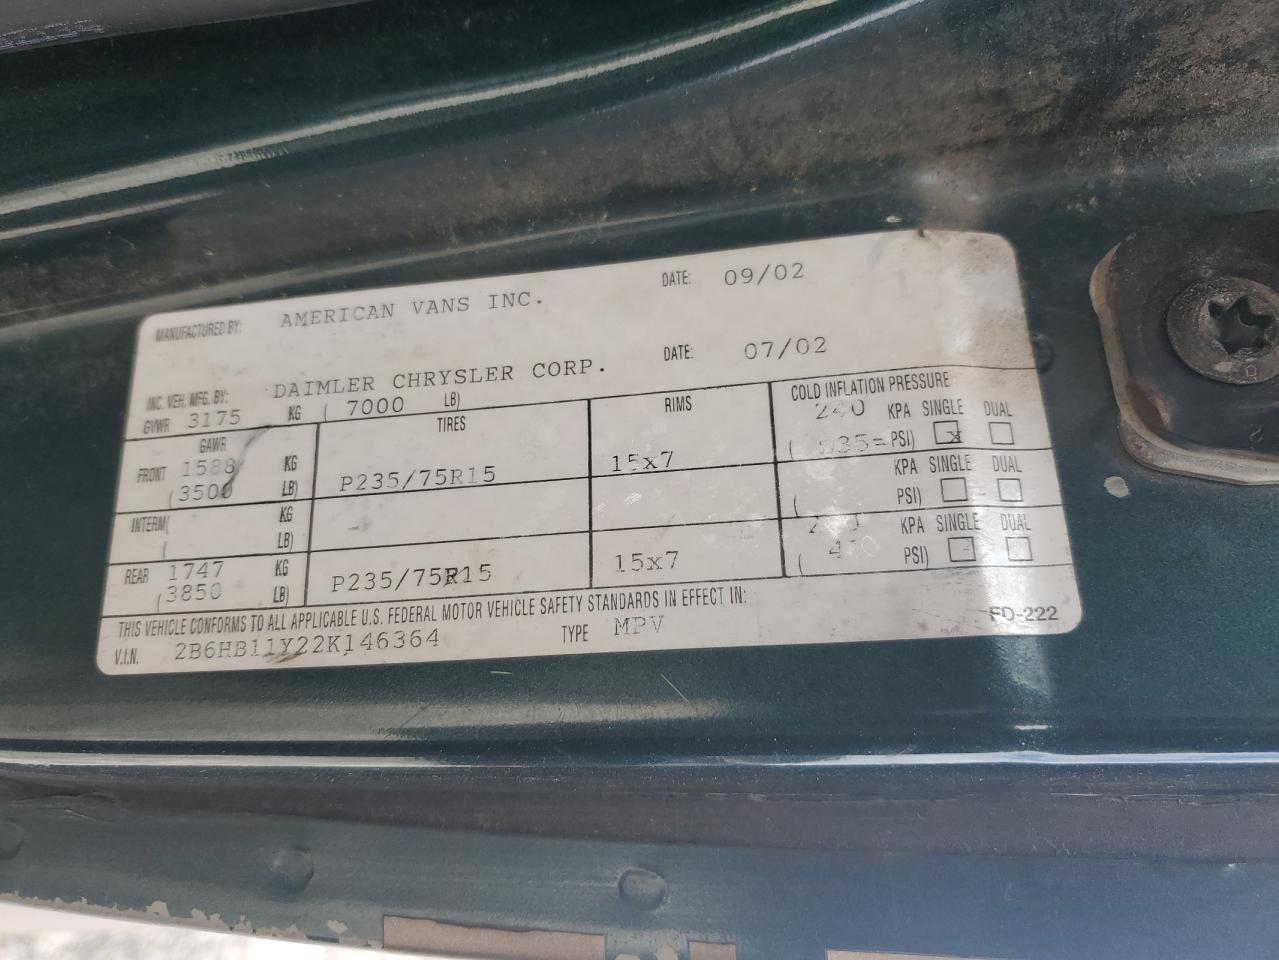 MANUFACTURED BY: AMERICAN VANS INC. DATE: 09/02
INC. VEH. MFG. BY: DAIMLER CHRYSLER CORP. DATE: 07/02
GVWR 3175 KG ( 7000 LB)
GAWR TIRES RIMS COLD INFLATION PRESSURE
FRONT 1588 KG P235/75R15 15x7 240 KPA SINGLE DUAL
(3500 LB) ( 035= PSI) x
INTERM( KG KPA SINGLE DUAL
( LB) ( PSI)
REAR 1747 KG P235/75R15 15x7 KPA SINGLE DUAL
(3850 LB) ( PSI)
THIS VEHICLE CONFORMS TO ALL APPLICABLE U.S. FEDERAL MOTOR VEHICLE SAFETY STANDARDS IN EFFECT IN:
V.I.N. 2B6HB11Y22K146364 TYPE MPV FD-222